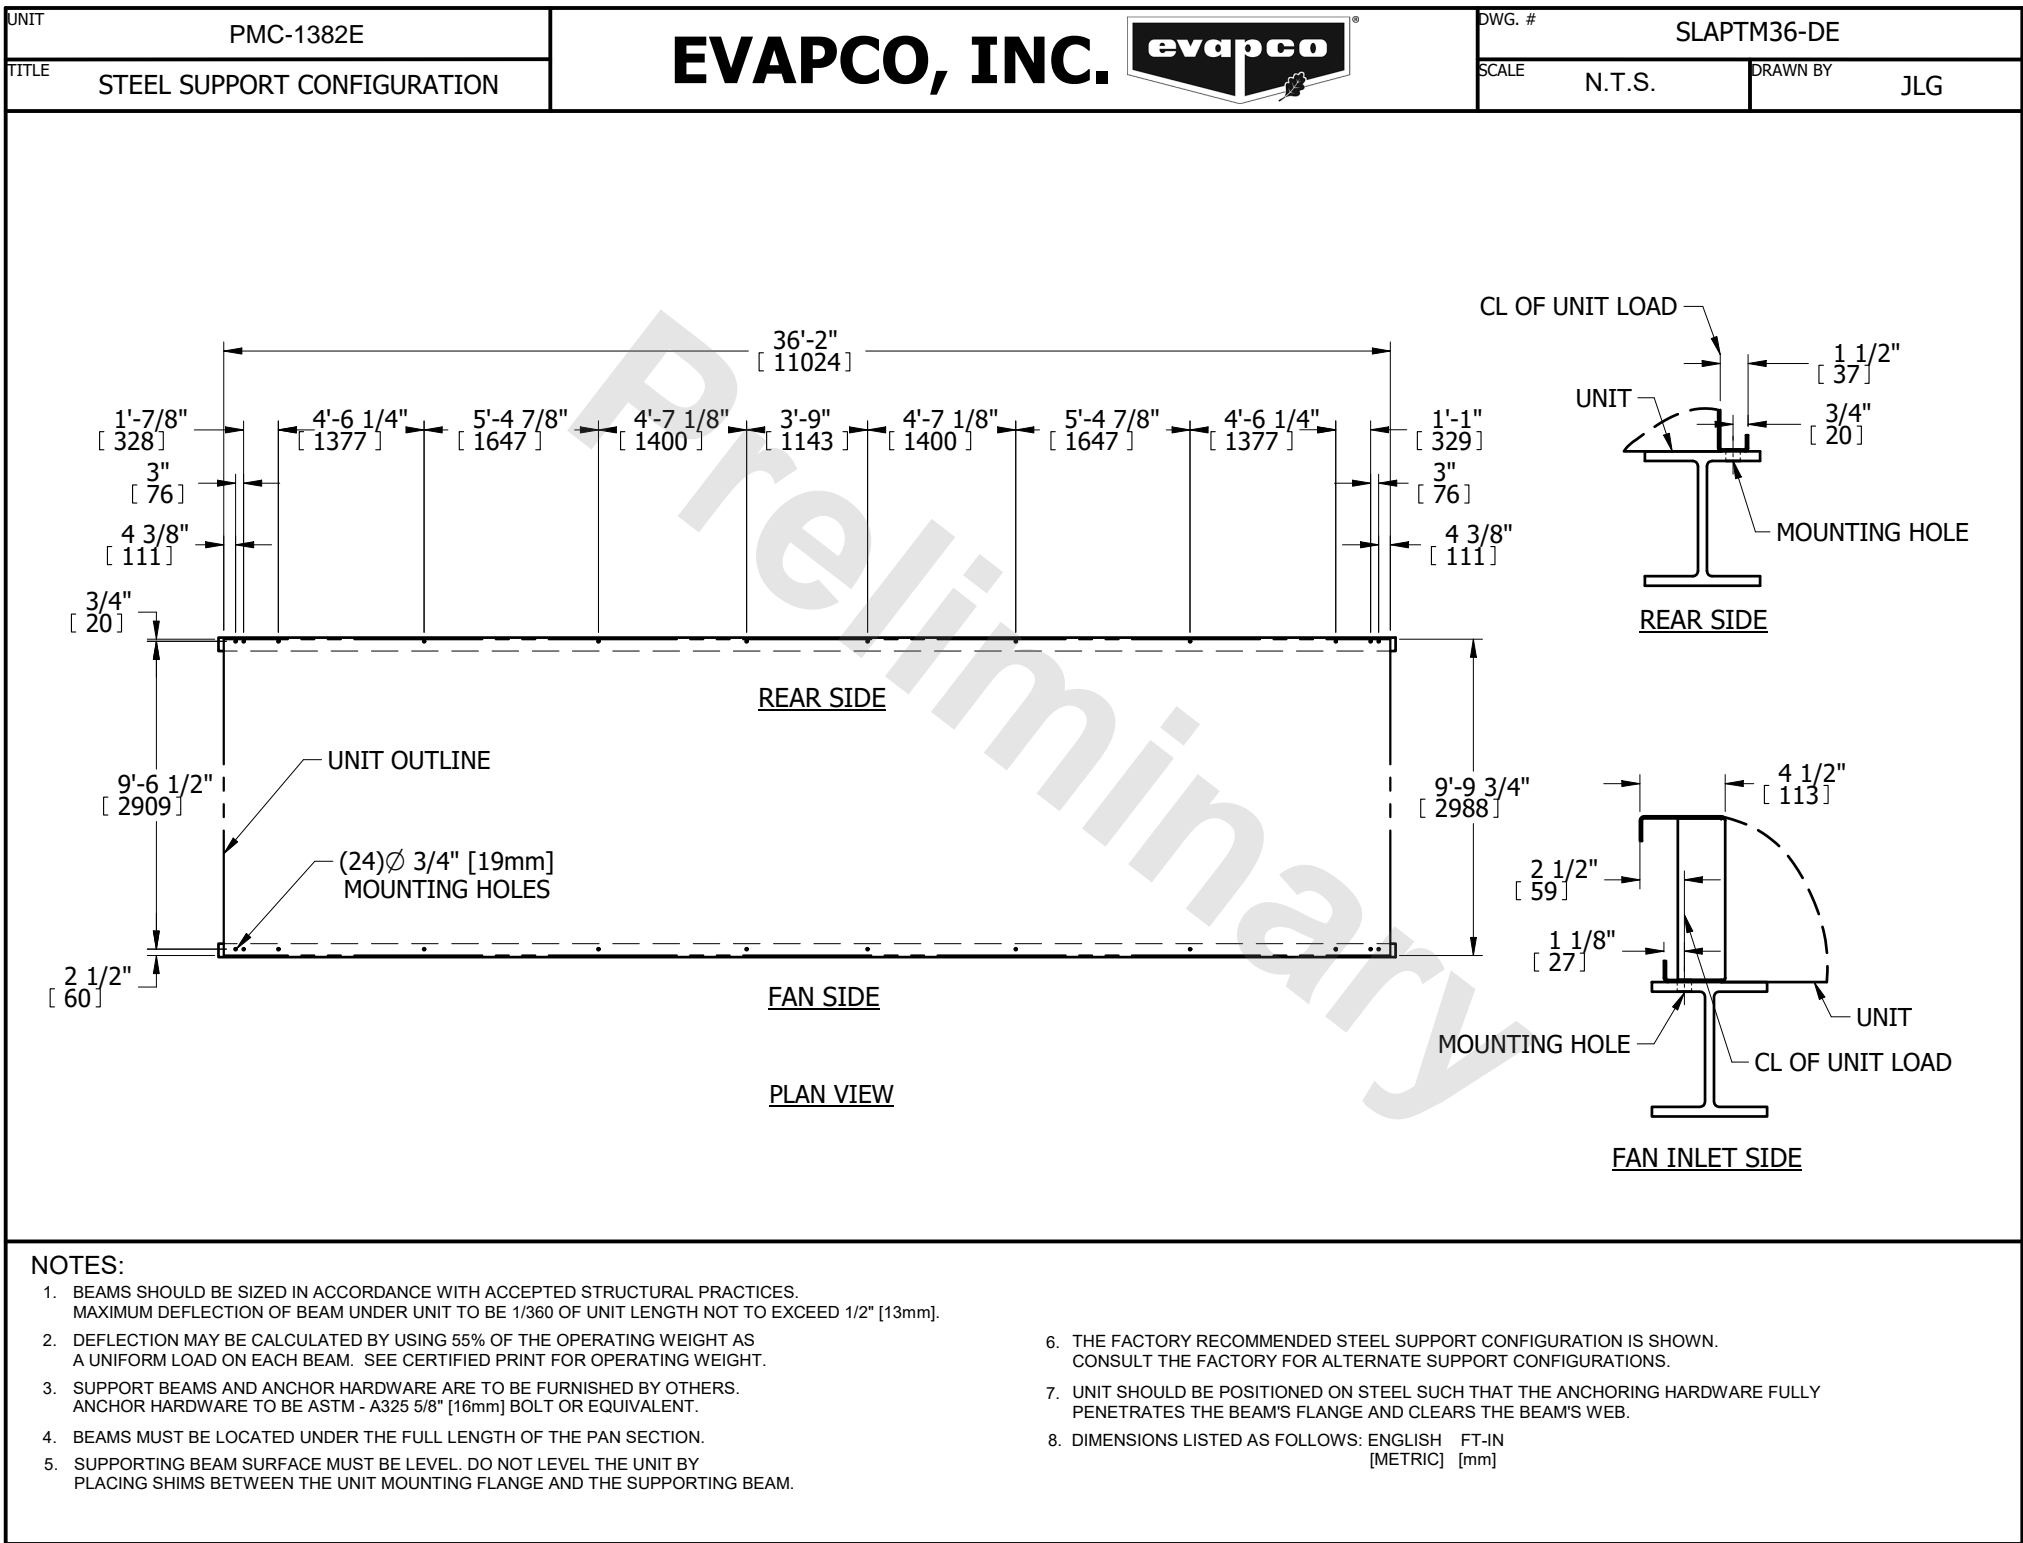 UNIT
PMC-1382E
TITLE
STEEL SUPPORT CONFIGURATION
EVAPCO, INC.
evapco
®
DWG. #
SLAPTM36-DE
SCALE
N.T.S.
DRAWN BY
JLG
36'-2"
[ 11024 ]
1'-7/8"
[ 328 ]
4'-6 1/4"
[ 1377 ]
5'-4 7/8"
[ 1647 ]
4'-7 1/8"
[ 1400 ]
3'-9"
[ 1143 ]
4'-7 1/8"
[ 1400 ]
5'-4 7/8"
[ 1647 ]
4'-6 1/4"
[ 1377 ]
1'-1"
[ 329 ]
3"
[ 76 ]
3"
[ 76 ]
4 3/8"
[ 111 ]
4 3/8"
[ 111 ]
3/4"
[ 20 ]
REAR SIDE
UNIT OUTLINE
9'-6 1/2"
[ 2909 ]
9'-9 3/4"
[ 2988 ]
(24)∅ 3/4" [19mm]
MOUNTING HOLES
2 1/2"
[ 60 ]
FAN SIDE
PLAN VIEW
Preliminary
CL OF UNIT LOAD
1 1/2"
[ 37 ]
UNIT
3/4"
[ 20 ]
MOUNTING HOLE
REAR SIDE
4 1/2"
[ 113 ]
2 1/2"
[ 59 ]
1 1/8"
[ 27 ]
UNIT
MOUNTING HOLE
CL OF UNIT LOAD
FAN INLET SIDE
NOTES:
1. BEAMS SHOULD BE SIZED IN ACCORDANCE WITH ACCEPTED STRUCTURAL PRACTICES.
MAXIMUM DEFLECTION OF BEAM UNDER UNIT TO BE 1/360 OF UNIT LENGTH NOT TO EXCEED 1/2" [13mm].
2. DEFLECTION MAY BE CALCULATED BY USING 55% OF THE OPERATING WEIGHT AS
A UNIFORM LOAD ON EACH BEAM. SEE CERTIFIED PRINT FOR OPERATING WEIGHT.
3. SUPPORT BEAMS AND ANCHOR HARDWARE ARE TO BE FURNISHED BY OTHERS.
ANCHOR HARDWARE TO BE ASTM - A325 5/8" [16mm] BOLT OR EQUIVALENT.
4. BEAMS MUST BE LOCATED UNDER THE FULL LENGTH OF THE PAN SECTION.
5. SUPPORTING BEAM SURFACE MUST BE LEVEL. DO NOT LEVEL THE UNIT BY
PLACING SHIMS BETWEEN THE UNIT MOUNTING FLANGE AND THE SUPPORTING BEAM.
6. THE FACTORY RECOMMENDED STEEL SUPPORT CONFIGURATION IS SHOWN.
CONSULT THE FACTORY FOR ALTERNATE SUPPORT CONFIGURATIONS.
7. UNIT SHOULD BE POSITIONED ON STEEL SUCH THAT THE ANCHORING HARDWARE FULLY
PENETRATES THE BEAM'S FLANGE AND CLEARS THE BEAM'S WEB.
8. DIMENSIONS LISTED AS FOLLOWS: ENGLISH FT-IN
[METRIC] [mm]